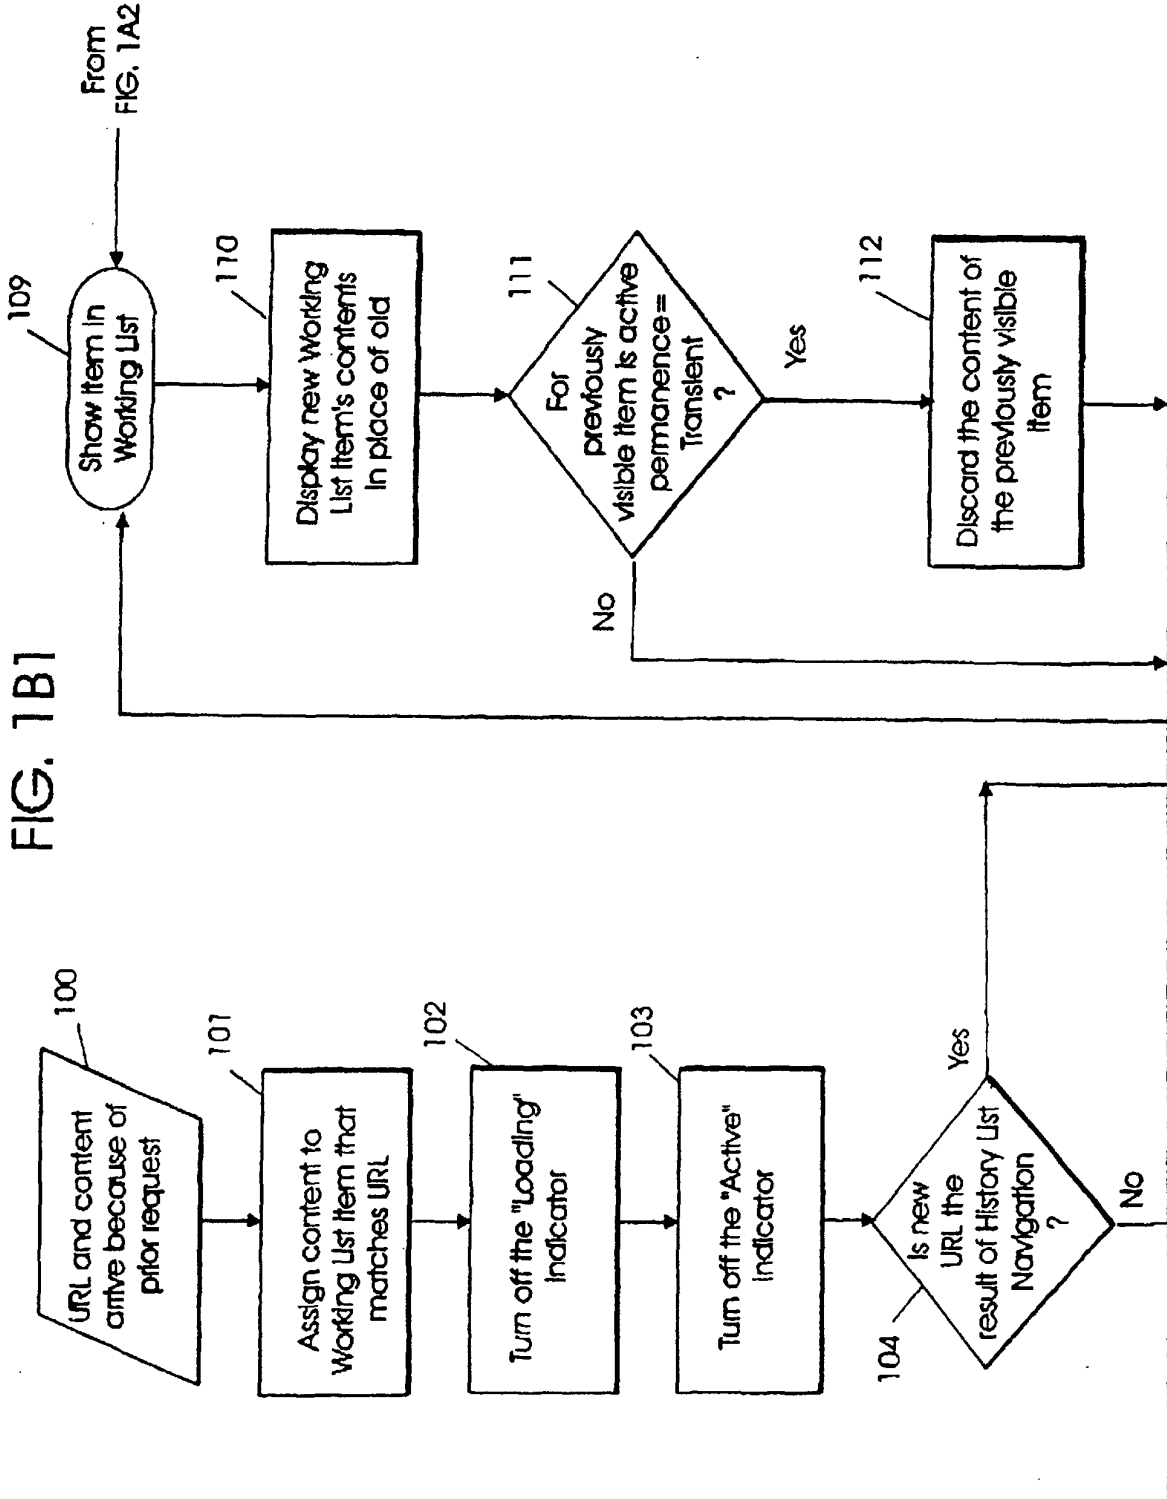 FIG. 1B1
100
URL and content
arrive because of
prior request
101
Assign content to
Working List Item that
matches URL
102
Turn off the "Loading"
Indicator
103
Turn off the "Active"
Indicator
104
Is new
URL the
result of History List
Navigation
?
Yes
No
From
FIG. 1A2
109
Show Item In
Working List
110
Display new Working
List Item's contents
In place of old
111
For
previously
visible item is active
permanence=
Transient
?
No
Yes
112
Discard the content of
the previously visible
item